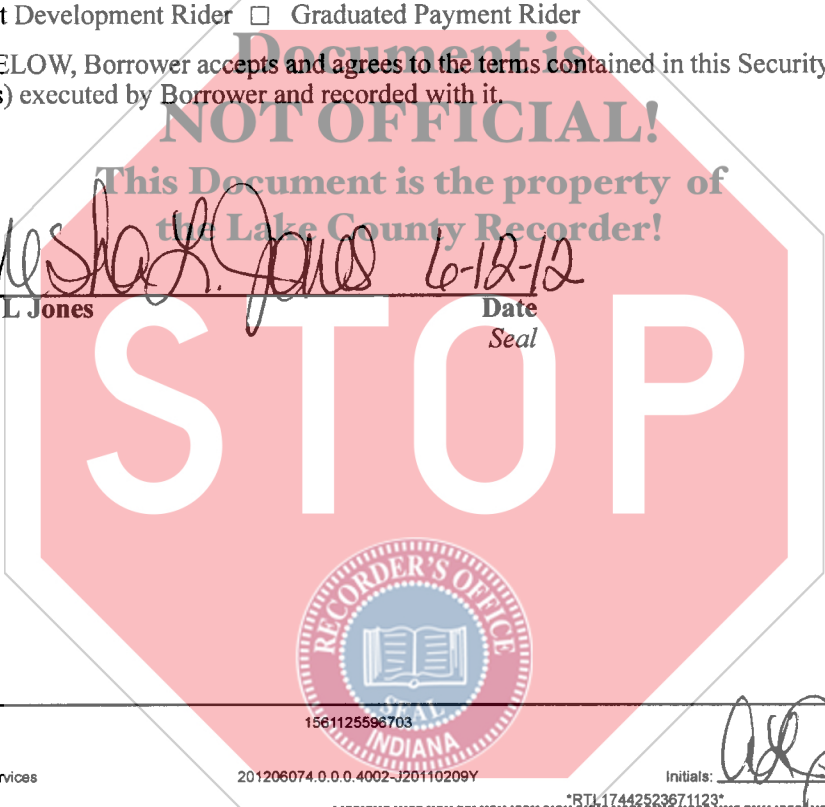 t Development Rider ☐ Graduated Payment Rider
Document is
ELOW, Borrower accepts and agrees to the terms contained in this Security
s) executed by Borrower and recorded with it.
NOT OFFICIAL!
This Document is the property of
the Lake County Recorder!
L. Jones 6-12-12
L Jones Date
Seal
STOP
RECORDER'S OFFICE
SEAL
INDIANA
1561125596703
rvices 201206074.0.0.0.4002-J20110209Y Initials:
*RTL17442523671123*